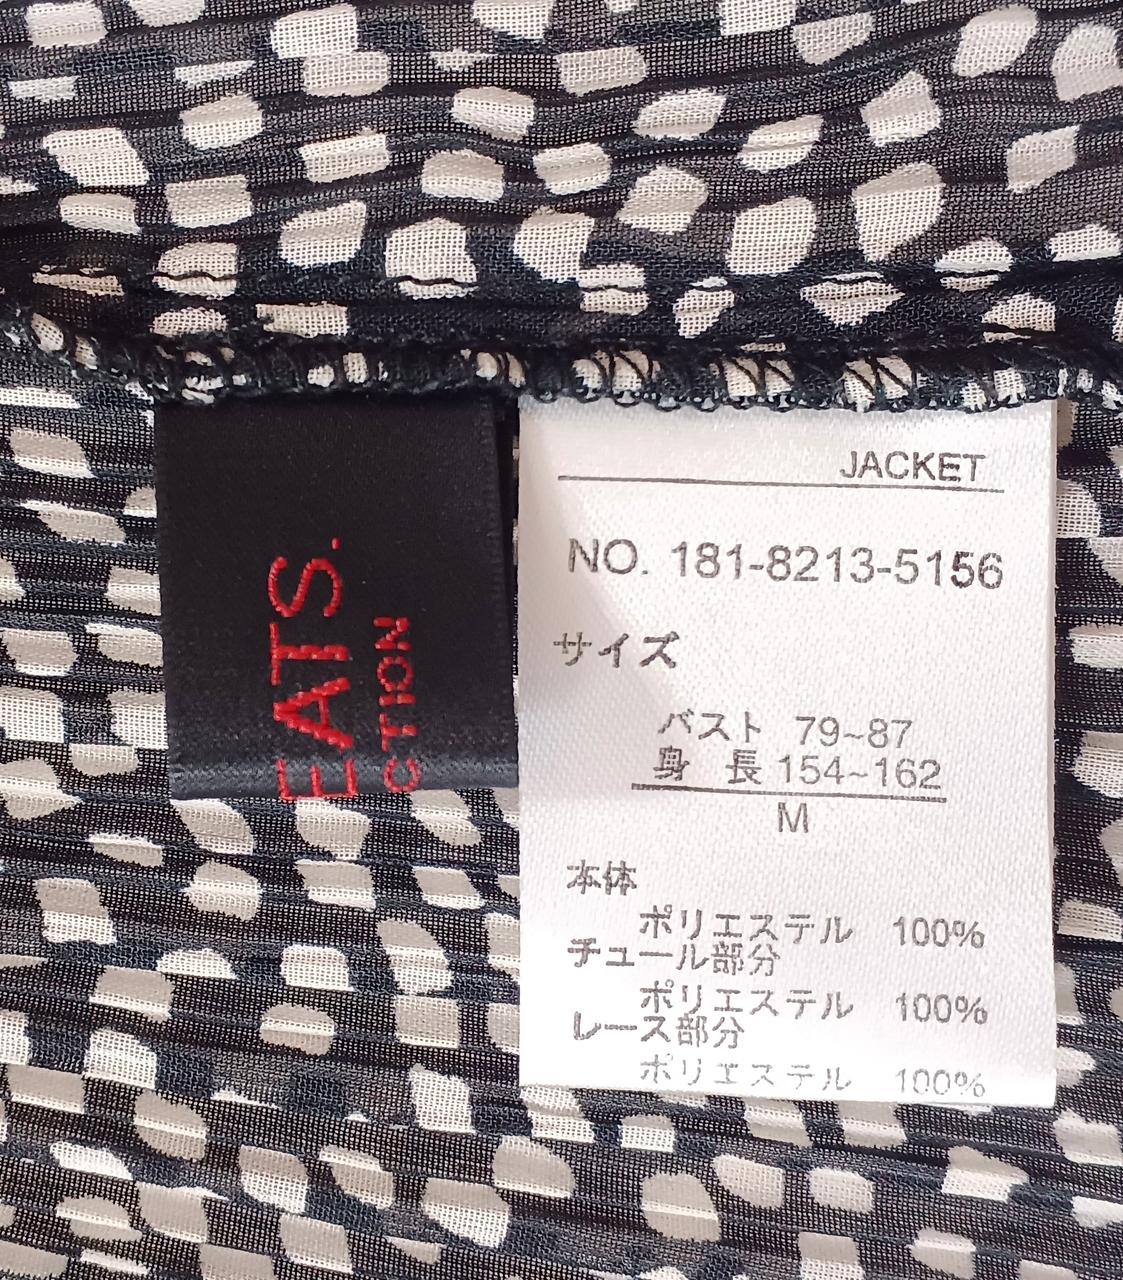 EATS.
CTION
JACKET
NO. 181-8213-5156
サイズ
バスト 79~87
身 長 154~162
M
本体
ポリエステル 100%
チュール部分
ポリエステル 100%
レース部分
ポリエステル 100%